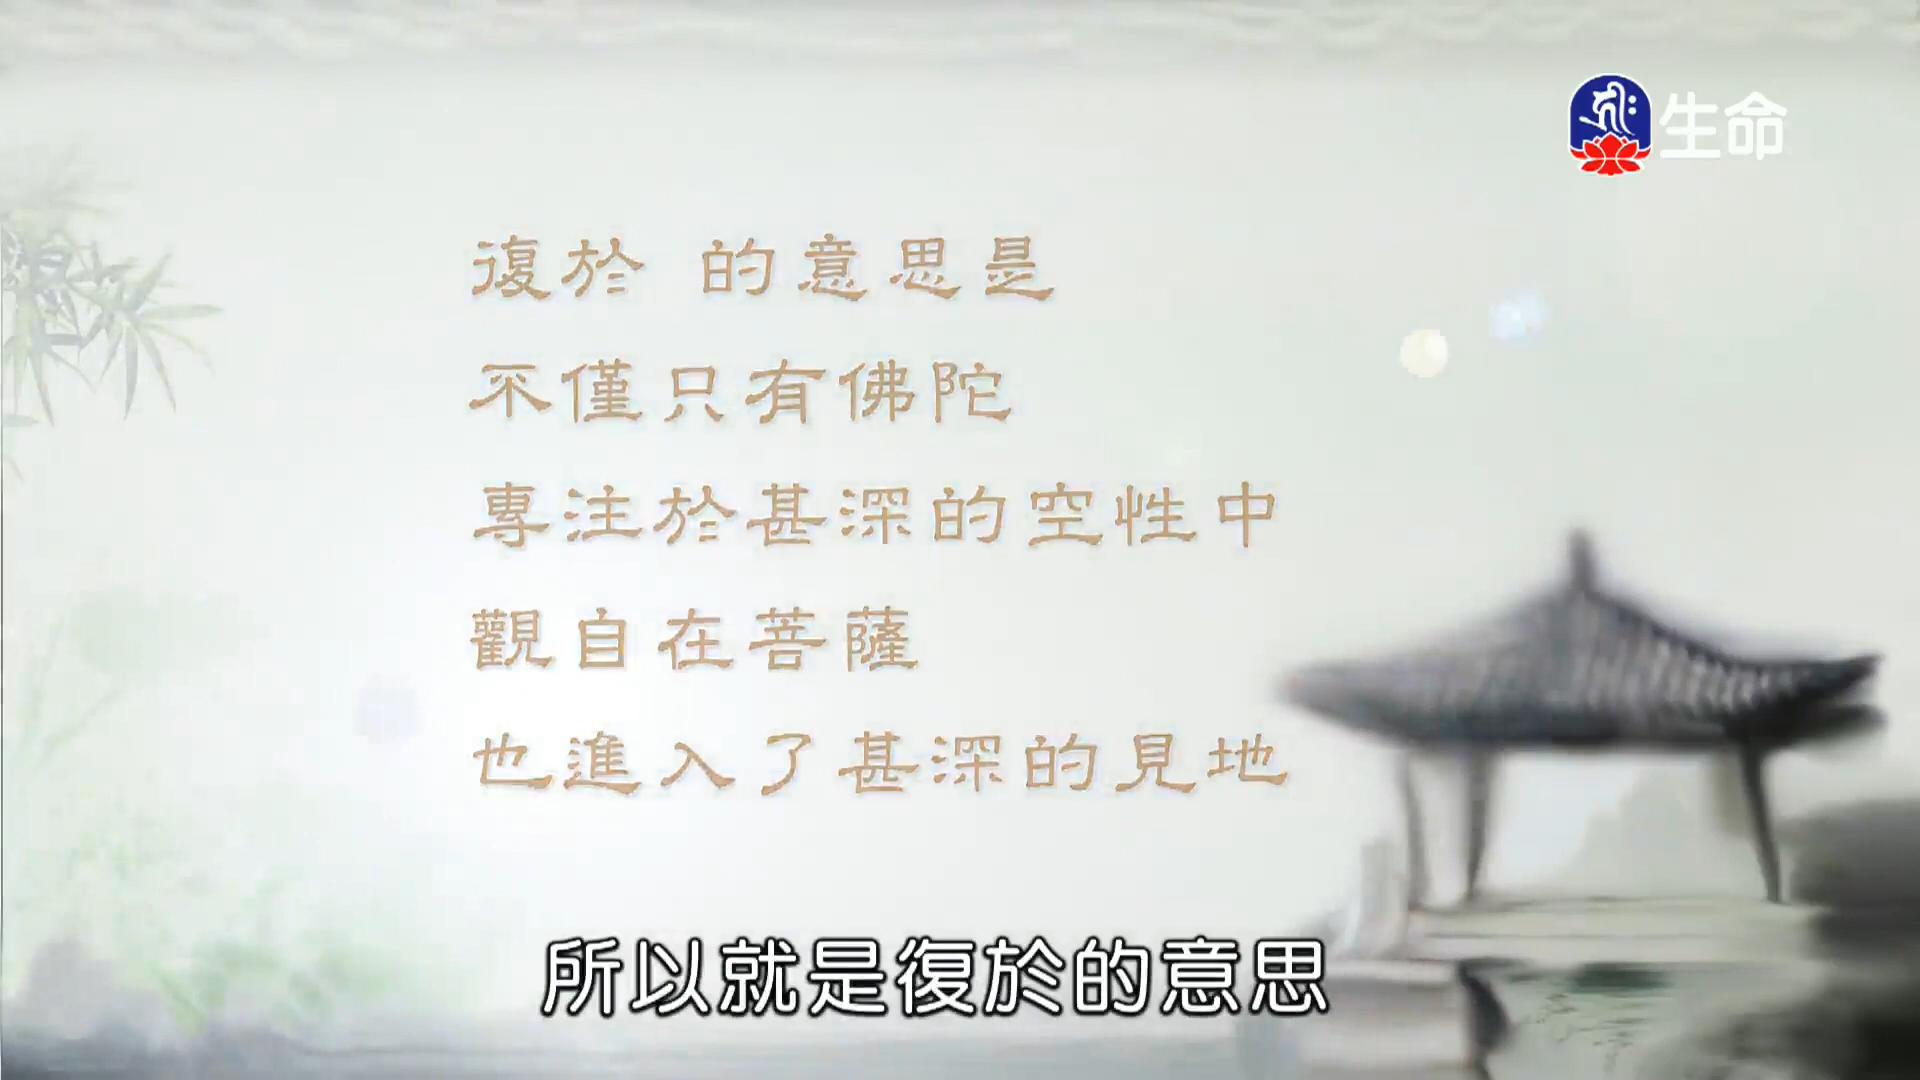 生命
復於 的意思是
不僅只有佛陀
專注於甚深的空性中
觀自在菩薩
也進入了甚深的見地
所以就是復於的意思